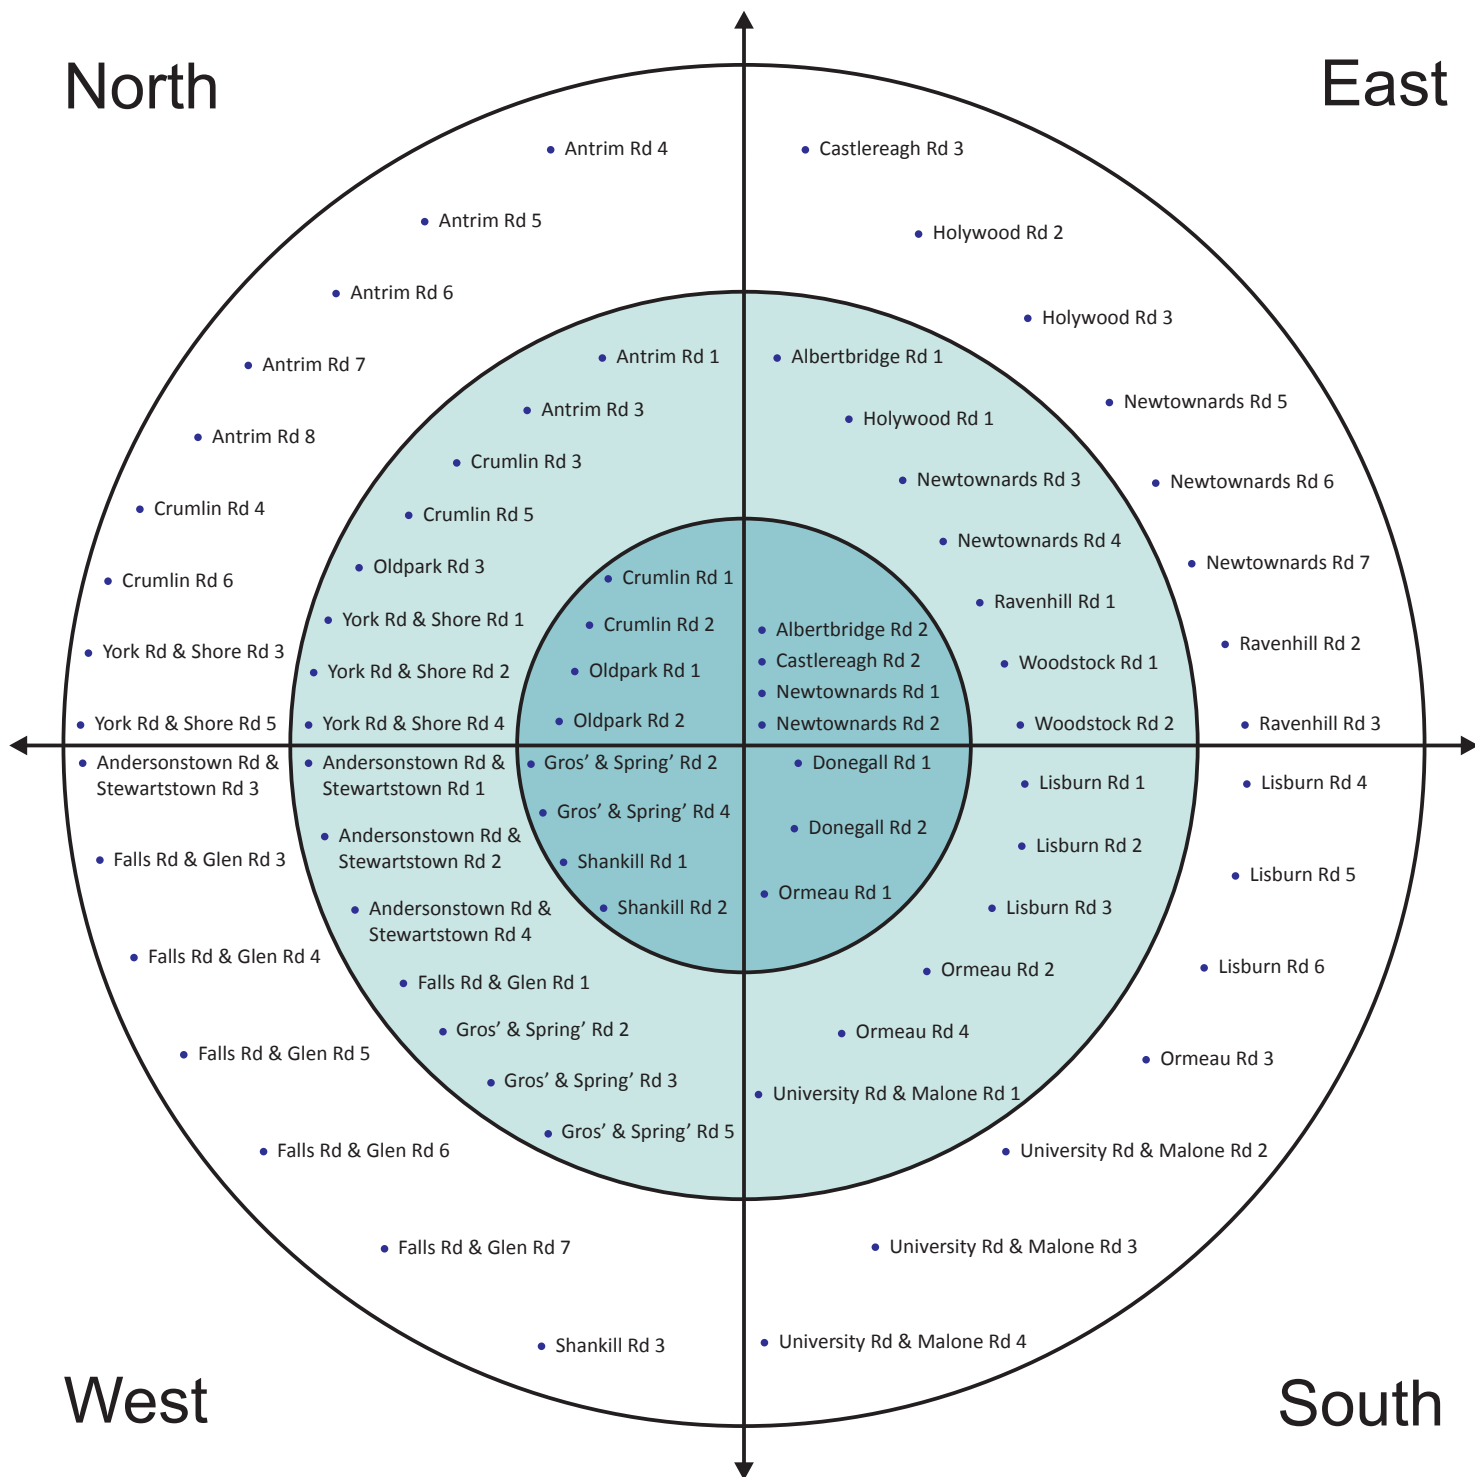 North
East
Antrim Rd 4
Antrim Rd 5
Antrim Rd 6
Antrim Rd 7
Antrim Rd 8
Crumlin Rd 4
Crumlin Rd 6
York Rd & Shore Rd 3
York Rd & Shore Rd 5
Antrim Rd 1
Antrim Rd 3
Crumlin Rd 3
Crumlin Rd 5
Oldpark Rd 3
York Rd & Shore Rd 1
York Rd & Shore Rd 2
York Rd & Shore Rd 4
Crumlin Rd 1
Crumlin Rd 2
Oldpark Rd 1
Oldpark Rd 2
Castlereagh Rd 3
Holywood Rd 2
Holywood Rd 3
Newtownards Rd 5
Newtownards Rd 6
Newtownards Rd 7
Ravenhill Rd 2
Ravenhill Rd 3
Albertbridge Rd 1
Holywood Rd 1
Newtownards Rd 3
Newtownards Rd 4
Ravenhill Rd 1
Woodstock Rd 1
Woodstock Rd 2
Albertbridge Rd 2
Castlereagh Rd 2
Newtownards Rd 1
Newtownards Rd 2
Andersonstown Rd &
Stewartstown Rd 3
Falls Rd & Glen Rd 3
Falls Rd & Glen Rd 4
Falls Rd & Glen Rd 5
Falls Rd & Glen Rd 6
Falls Rd & Glen Rd 7
Shankill Rd 3
Andersonstown Rd &
Stewartstown Rd 1
Andersonstown Rd &
Stewartstown Rd 2
Andersonstown Rd &
Stewartstown Rd 4
Falls Rd & Glen Rd 1
Gros’ & Spring’ Rd 2
Gros’ & Spring’ Rd 3
Gros’ & Spring’ Rd 5
Gros’ & Spring’ Rd 2
Gros’ & Spring’ Rd 4
Shankill Rd 1
Shankill Rd 2
Donegall Rd 1
Donegall Rd 2
Ormeau Rd 1
Lisburn Rd 1
Lisburn Rd 2
Lisburn Rd 3
Ormeau Rd 2
Ormeau Rd 4
University Rd & Malone Rd 1
Lisburn Rd 4
Lisburn Rd 5
Lisburn Rd 6
Ormeau Rd 3
University Rd & Malone Rd 2
University Rd & Malone Rd 3
University Rd & Malone Rd 4
West
South